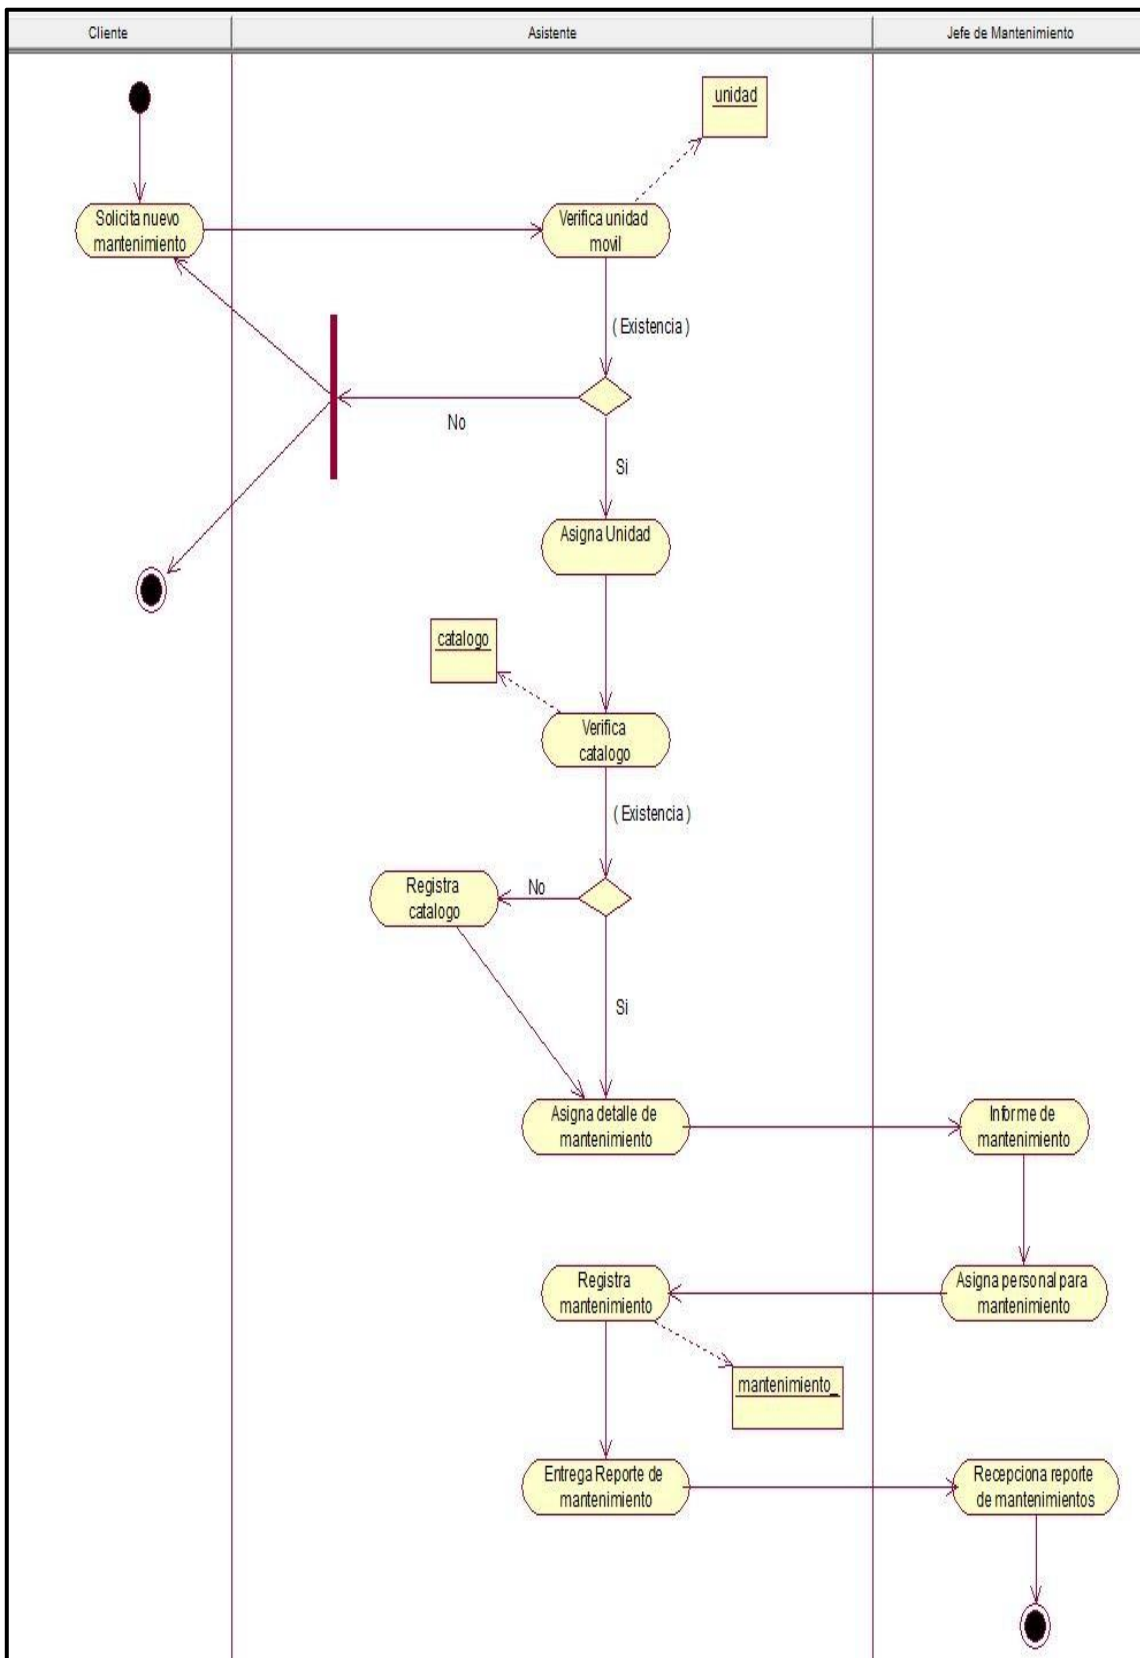 Cliente
Asistente
Jefe de Mantenimiento
unidad
Solicita nuevo
mantenimiento
Verifica unidad
movil
( Existencia )
No
Si
Asigna Unidad
catalogo
Verifica
catalogo
( Existencia )
Registra
catalogo
No
Si
Asigna detalle de
mantenimiento
Informe de
mantenimiento
Registra
mantenimiento
Asigna personal para
mantenimiento
mantenimiento_
Entrega Reporte de
mantenimiento
Recepciona reporte
de mantenimientos